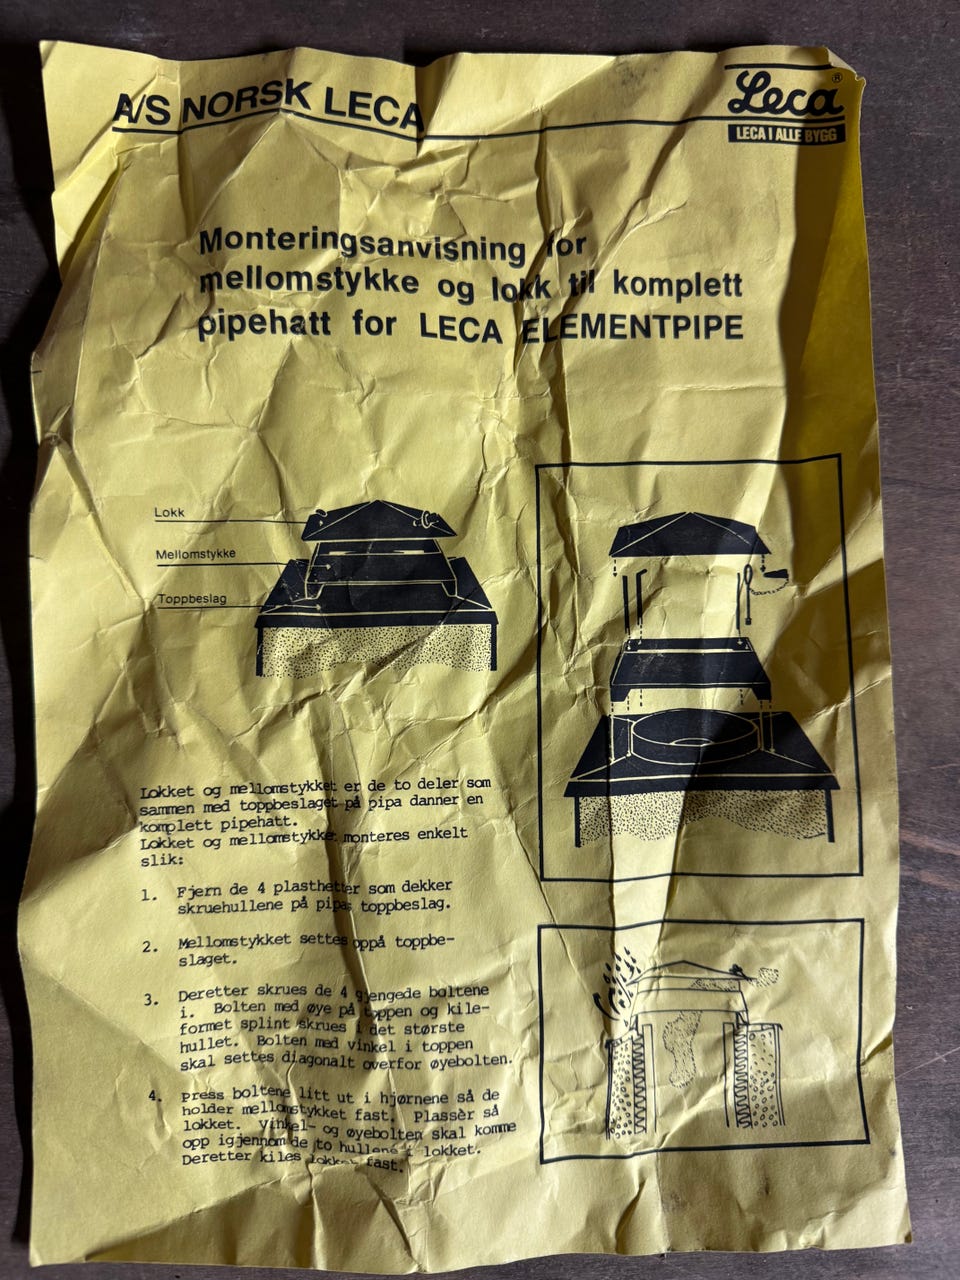 A/S NORSK LECA
Leca®
LECA I ALLE BYGG
Monteringsanvisning for
mellomstykke og lokk til komplett
pipehatt for LECA ELEMENTPIPE
Lokk
Mellomstykke
Toppbeslag
Lokket og mellomstykket er de to deler som
sammen med toppbeslaget på pipa danner en
komplett pipehatt.
Lokket og mellomstykket monteres enkelt
slik:
1. Fjern de 4 plasthetter som dekker
skruehullene på pipas toppbeslag.
2. Mellomstykket settes oppå toppbe-
slaget.
3. Deretter skrues de 4 gjengede boltene
i. Bolten med øye på toppen og kile-
formet splint skrues i det største
hullet. Bolten med vinkel i toppen
skal settes diagonalt overfor øyebolten.
4. press boltene litt ut i hjørnene så de
holder mellomstykket fast. Plassèr så
lokket. Vinkel- og øyebolten skal komme
opp igjennom de to hullene i lokket.
Deretter kiles lokket fast.